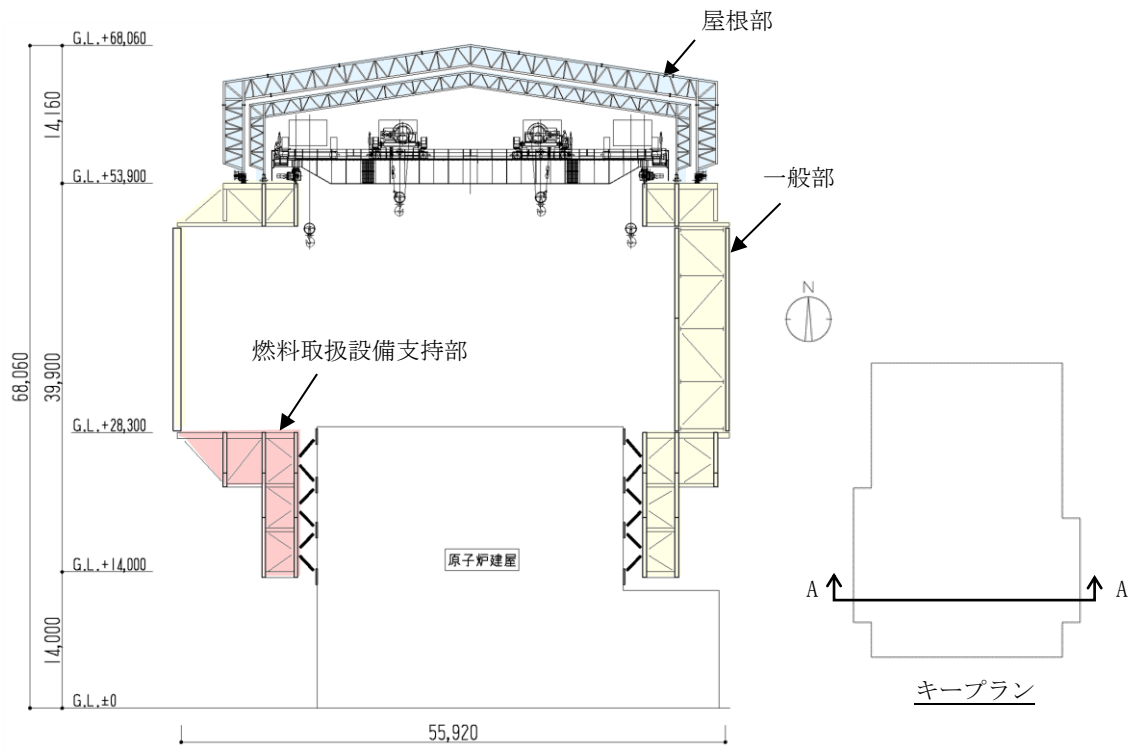 屋根部
G.L.+68,060
14,160
G.L.+53,900
一般部
N
燃料取扱設備支持部
68,060
39,900
G.L.+28,300
G.L.+14,000
原子炉建屋
A
A
14,000
キープラン
G.L.±0
55,920